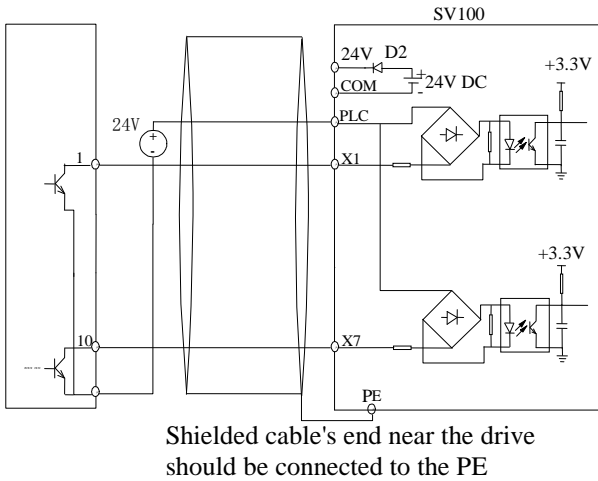 SV100
24V D2
24V DC
+
-
COM
+3.3V
PLC
24V
+
-
1
X1
+3.3V
10
X7
PE
Shielded cable's end near the drive
should be connected to the PE